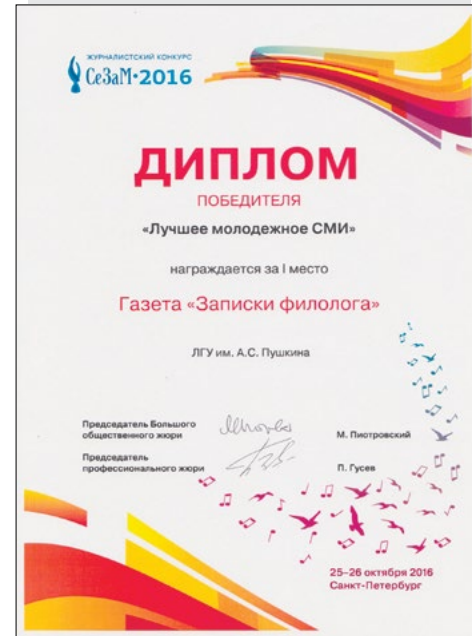 ЖУРНАЛИСТСКИЙ КОНКУРС
СеЗаМ•2016
ДИПЛОМ
ПОБЕДИТЕЛЯ
«Лучшее молодежное СМИ»
награждается за I место
Газета «Записки филолога»
ЛГУ им. А.С. Пушкина
Председатель Большого
общественного жюри
М. Пиотровский
Председатель
профессионального жюри
П. Гусев
25–26 октября 2016
Санкт-Петербург